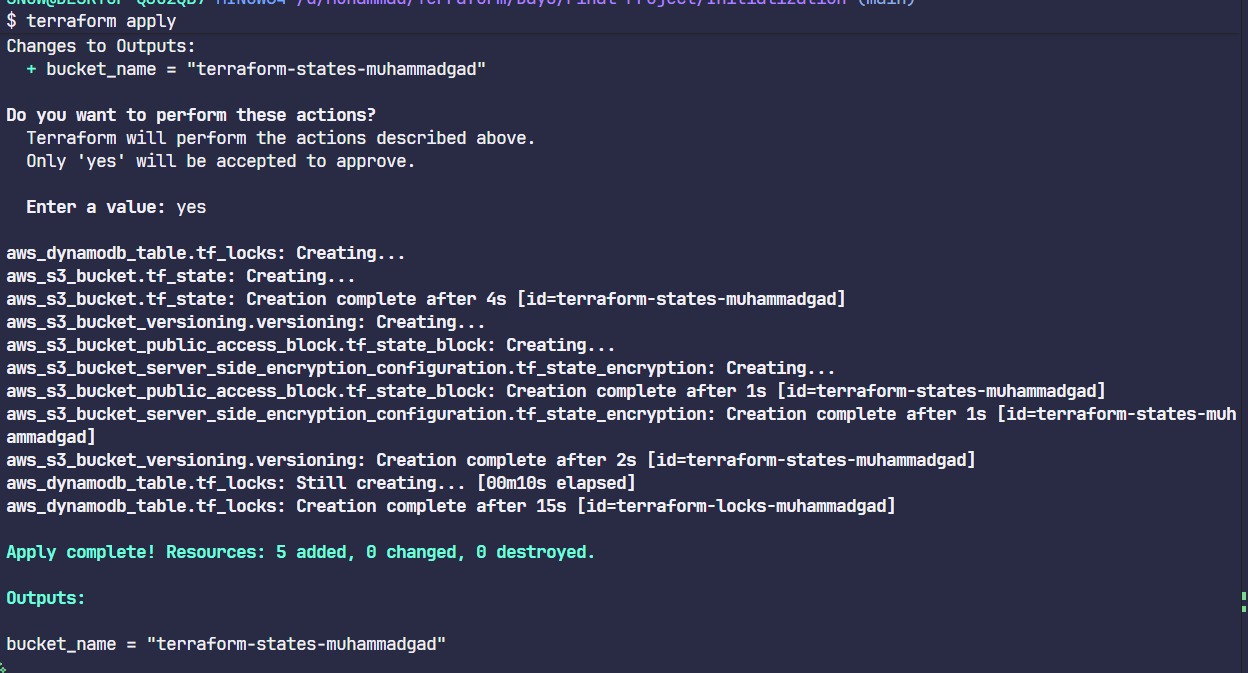 $ terraform apply
Changes to Outputs:
  + bucket_name = "terraform-states-muhammadgad"

Do you want to perform these actions?
  Terraform will perform the actions described above.
  Only 'yes' will be accepted to approve.

  Enter a value: yes

aws_dynamodb_table.tf_locks: Creating...
aws_s3_bucket.tf_state: Creating...
aws_s3_bucket.tf_state: Creation complete after 4s [id=terraform-states-muhammadgad]
aws_s3_bucket_versioning.versioning: Creating...
aws_s3_bucket_public_access_block.tf_state_block: Creating...
aws_s3_bucket_server_side_encryption_configuration.tf_state_encryption: Creating...
aws_s3_bucket_public_access_block.tf_state_block: Creation complete after 1s [id=terraform-states-muhammadgad]
aws_s3_bucket_server_side_encryption_configuration.tf_state_encryption: Creation complete after 1s [id=terraform-states-muh
ammadgad]
aws_s3_bucket_versioning.versioning: Creation complete after 2s [id=terraform-states-muhammadgad]
aws_dynamodb_table.tf_locks: Still creating... [00m10s elapsed]
aws_dynamodb_table.tf_locks: Creation complete after 15s [id=terraform-locks-muhammadgad]

Apply complete! Resources: 5 added, 0 changed, 0 destroyed.

Outputs:

bucket_name = "terraform-states-muhammadgad"